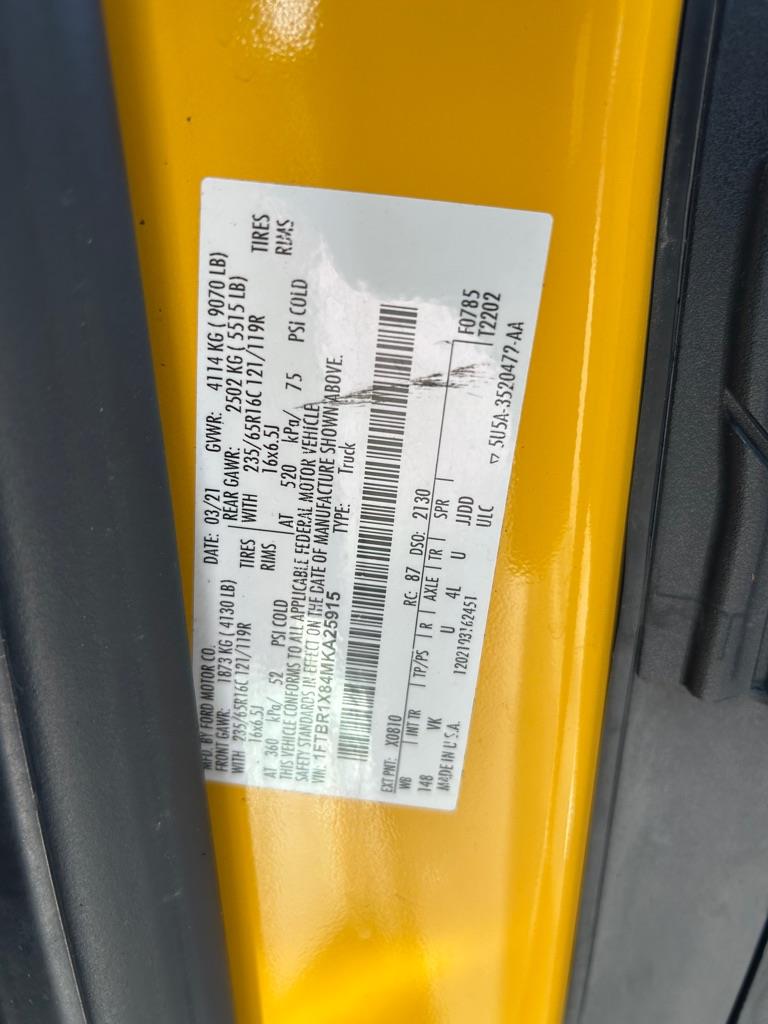 MFD. BY FORD MOTOR CO.
DATE: 03/21 GVWR: 4114 KG ( 9070 LB)
FRONT GAWR: 1873 KG ( 4130 LB) REAR GAWR: 2502 KG ( 5515 LB)
WITH 235/65R16C 121/119R TIRES WITH 235/65R16C 121/119R TIRES
16x6.5J RIMS 16x6.5J RIMS
AT 360 kPa/ 52 PSI COLD AT 520 kPa/ 75 PSI COLD
THIS VEHICLE CONFORMS TO ALL APPLICABLE FEDERAL MOTOR VEHICLE
SAFETY STANDARDS IN EFFECT ON THE DATE OF MANUFACTURE SHOWN ABOVE.
VIN: 1FTBR1X84MKA25915 TYPE: Truck
EXT PNT: X0810 RC: 87 DSO: 2130 F0785
WB INT TR TP/PS R AXLE TR SPR T2202
148 VK U 4L U JJDD
MADE IN U.S.A. 1202103162451 ULC
▽ 5U5A-3520472-AA